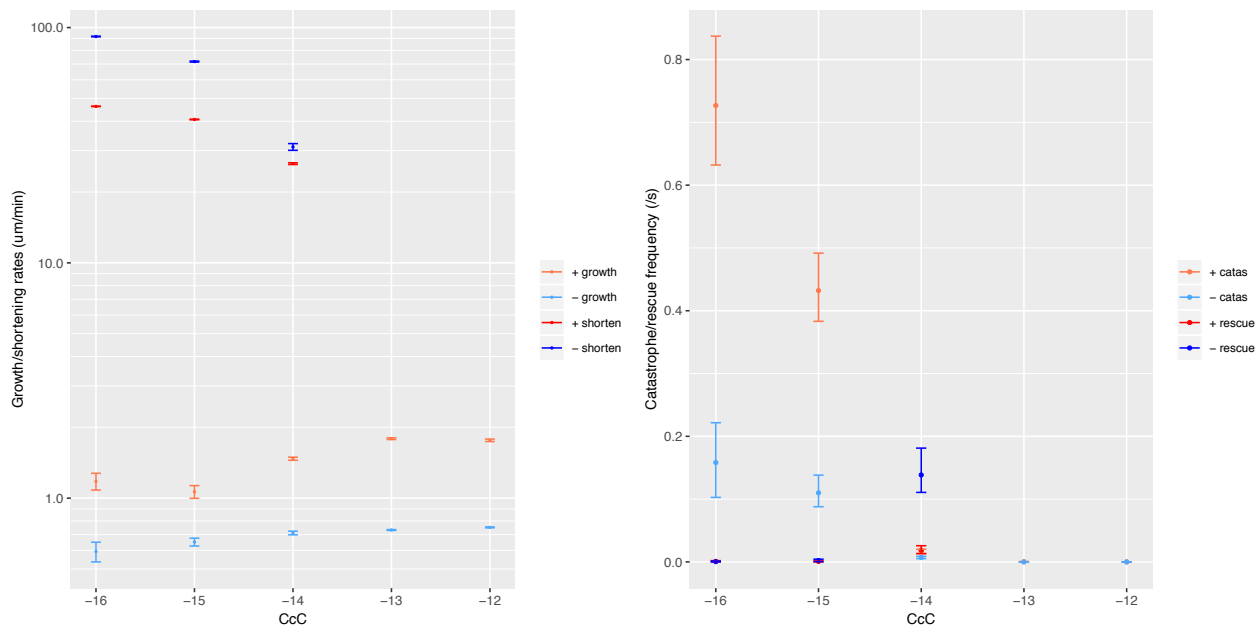 100.0
10.0
1.0
Growth/shortening rates (um/min)
−16
−15
−14
−13
−12
CcC
+ growth
− growth
+ shorten
− shorten
0.8
0.6
0.4
0.2
0.0
Catastrophe/rescue frequency (/s)
−16
−15
−14
−13
−12
CcC
+ catas
− catas
+ rescue
− rescue